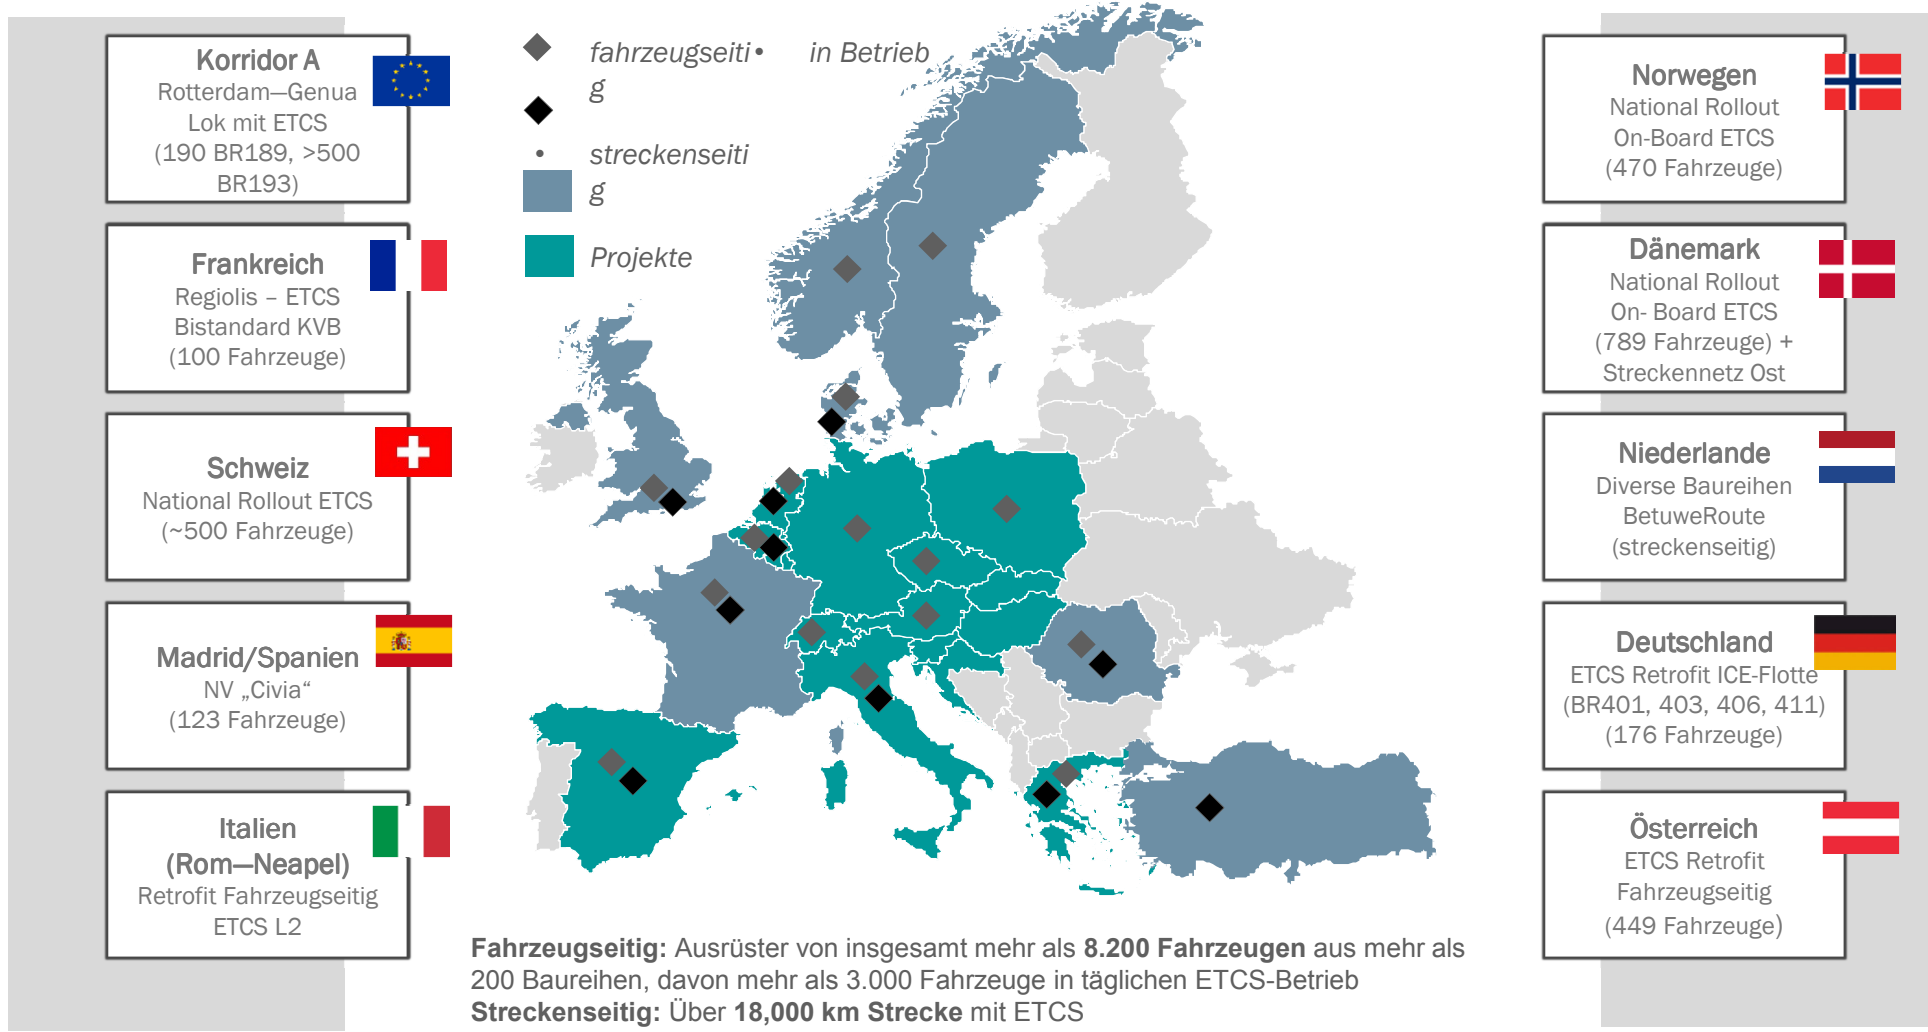 Korridor A
Rotterdam—Genua
Lok mit ETCS
(190 BR189, >500
BR193)
Frankreich
Regiolis – ETCS
Bistandard KVB
(100 Fahrzeuge)
Schweiz
National Rollout ETCS
(~500 Fahrzeuge)
Madrid/Spanien
NV „Civia“
(123 Fahrzeuge)
Italien
(Rom—Neapel)
Retrofit Fahrzeugseitig
ETCS L2
fahrzeugseiti• in Betrieb
g
• streckenseiti
g
Projekte
Norwegen
National Rollout
On-Board ETCS
(470 Fahrzeuge)
Dänemark
National Rollout
On- Board ETCS
(789 Fahrzeuge) +
Streckennetz Ost
Niederlande
Diverse Baureihen
BetuweRoute
(streckenseitig)
Deutschland
ETCS Retrofit ICE-Flotte
(BR401, 403, 406, 411)
(176 Fahrzeuge)
Österreich
ETCS Retrofit
Fahrzeugseitig
(449 Fahrzeuge)
Fahrzeugseitig: Ausrüster von insgesamt mehr als 8.200 Fahrzeugen aus mehr als
200 Baureihen, davon mehr als 3.000 Fahrzeuge in täglichen ETCS-Betrieb
Streckenseitig: Über 18,000 km Strecke mit ETCS